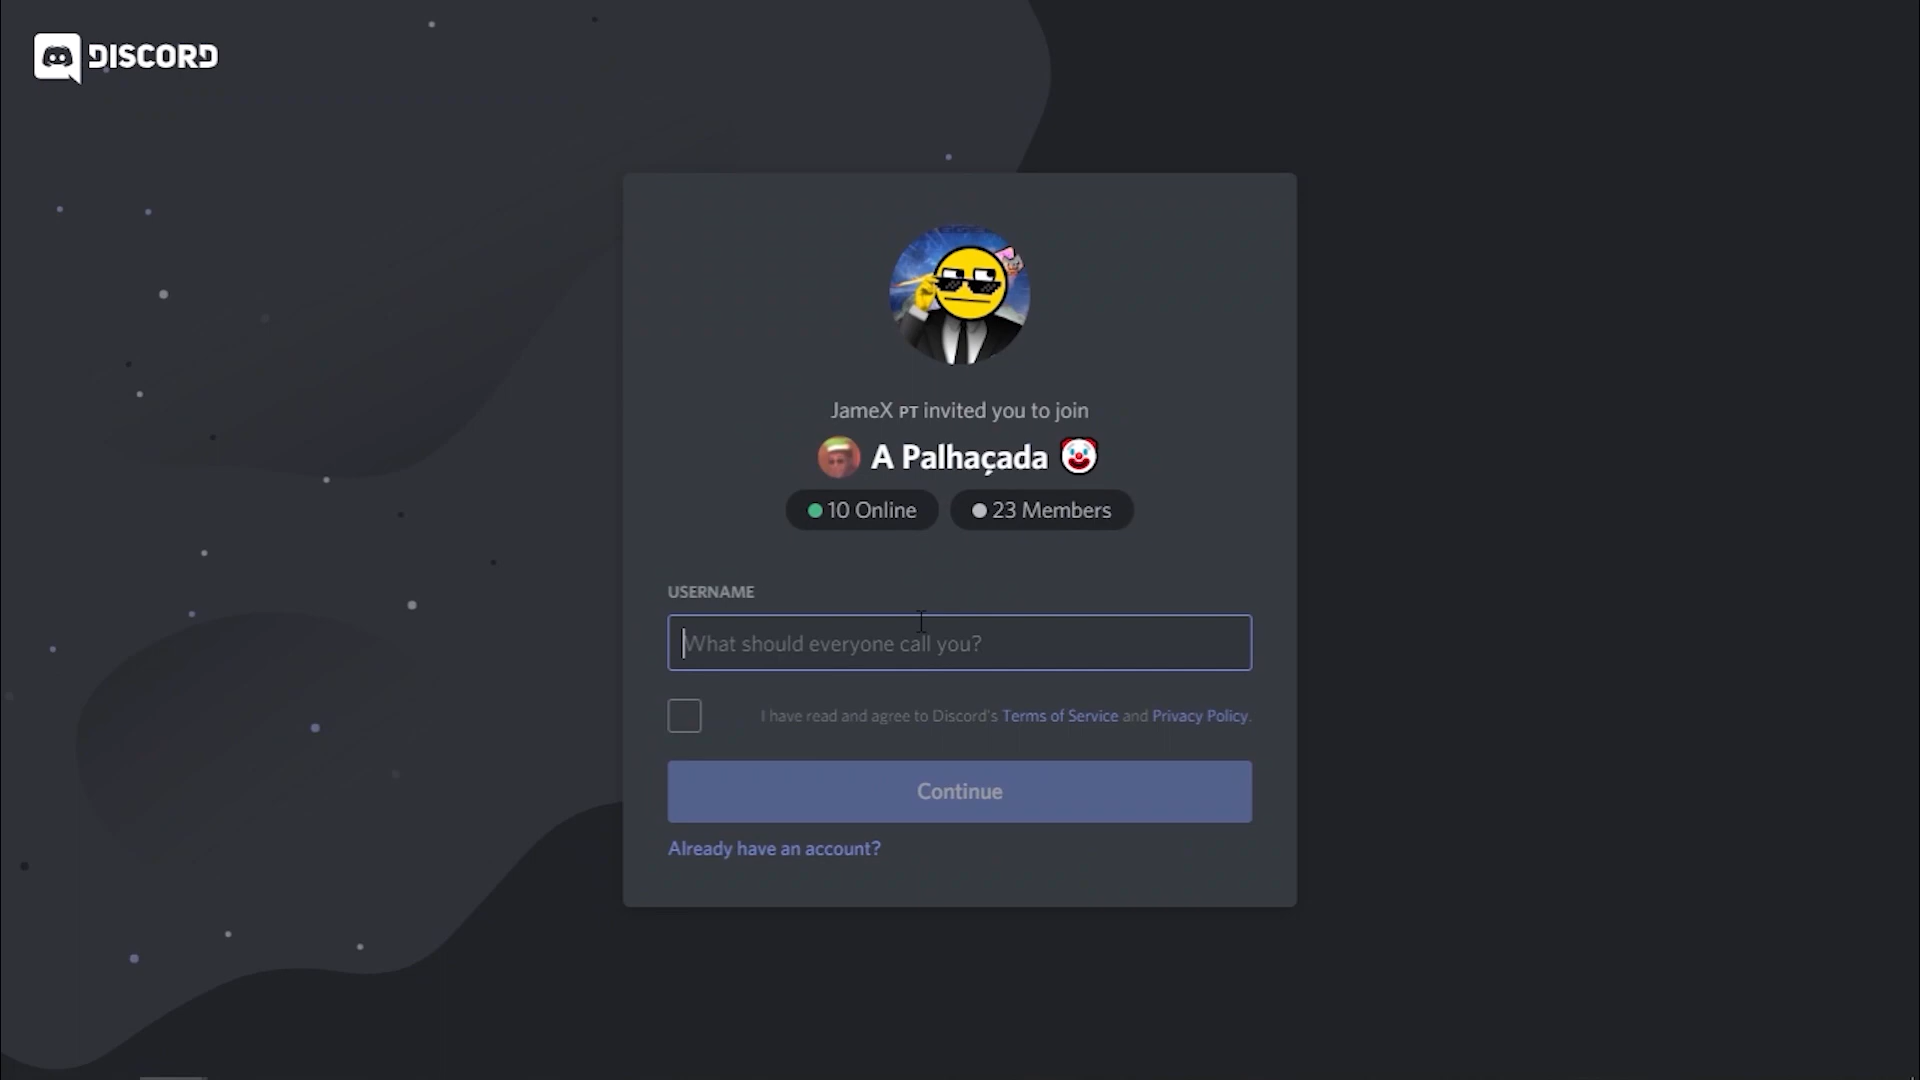 DISCORD
JameX PT invited you to join
A Palhaçada 🤡
10 Online
23 Members
USERNAME
What should everyone call you?
I have read and agree to Discord's Terms of Service and Privacy Policy.
Continue
Already have an account?